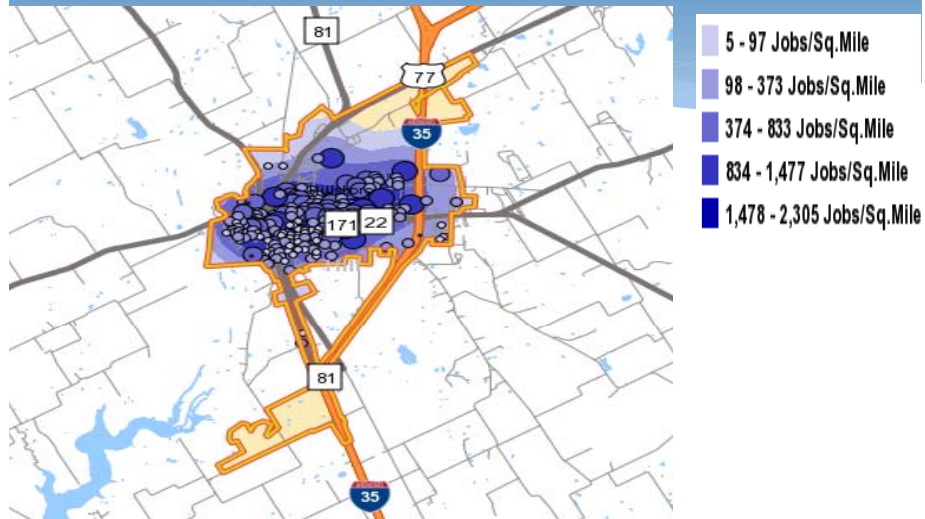 81
77
35
Hillsboro
171
22
81
35
5 - 97 Jobs/Sq.Mile
98 - 373 Jobs/Sq.Mile
374 - 833 Jobs/Sq.Mile
834 - 1,477 Jobs/Sq.Mile
1,478 - 2,305 Jobs/Sq.Mile